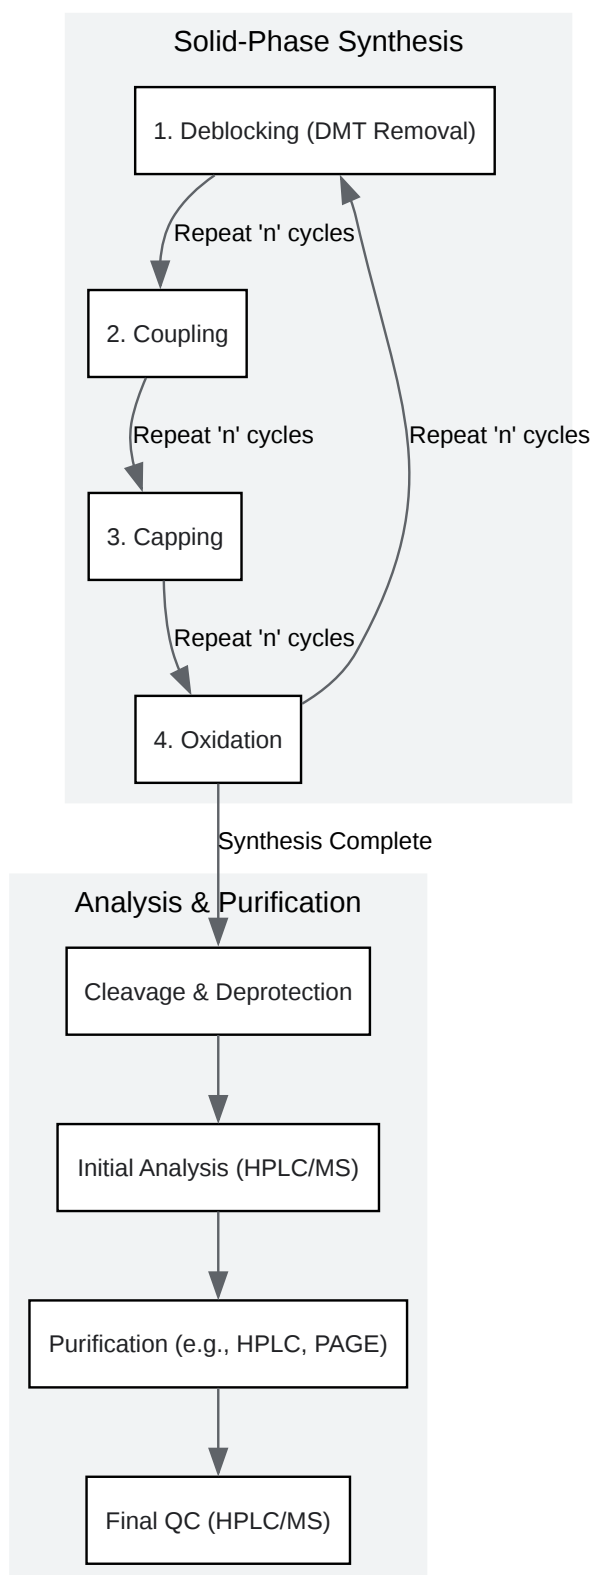 Solid-Phase Synthesis
1. Deblocking (DMT Removal)
Repeat 'n' cycles
2. Coupling
Repeat 'n' cycles
Repeat 'n' cycles
3. Capping
Repeat 'n' cycles
4. Oxidation
Synthesis Complete
Analysis & Purification
Cleavage & Deprotection
Initial Analysis (HPLC/MS)
Purification (e.g., HPLC, PAGE)
Final QC (HPLC/MS)